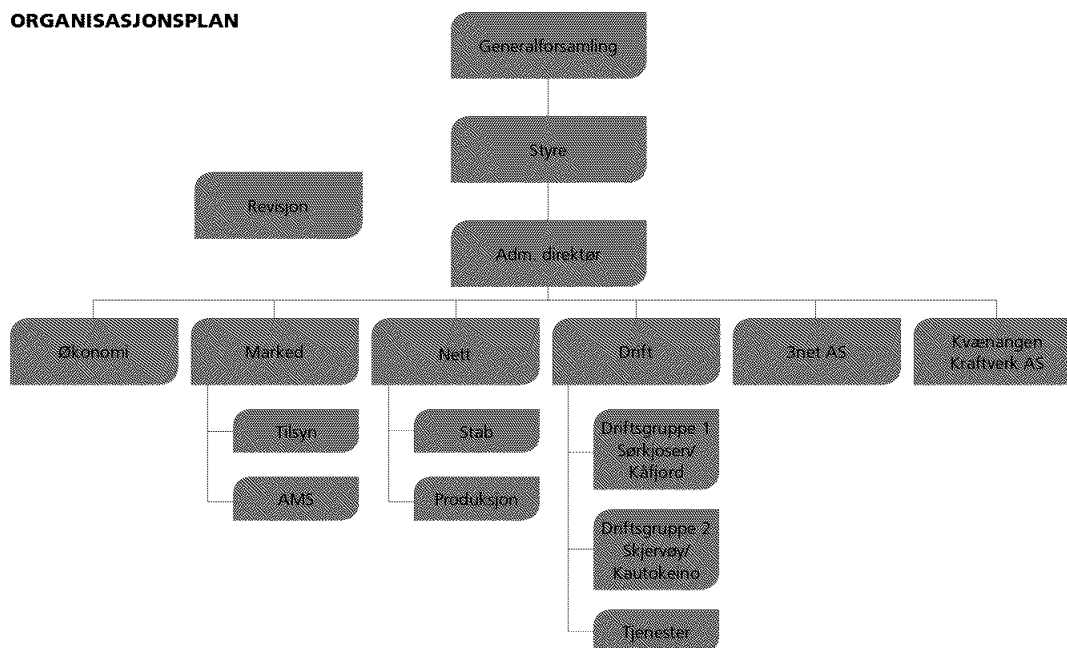 ORGANISASJONSPLAN
Generalforsamling
Styre
Revisjon
Adm. direktør
Økonomi
Marked
Nett
Drift
3net AS
Kvænangen
Kraftverk AS
Tilsyn
AMS
Stab
Produksjon
Driftsgruppe 1
Sørkjosen/
Kåfjord
Driftsgruppe 2
Skjervøy/
Kautokeino
Tjenester